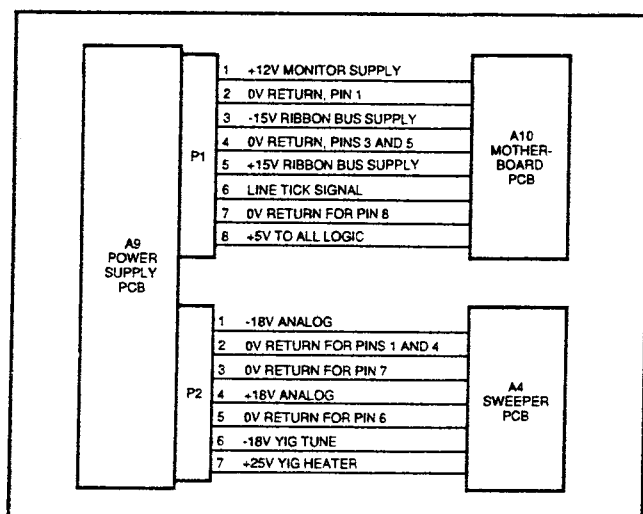 A9
POWER
SUPPLY
PCB
P1
1 +12V MONITOR SUPPLY
2 0V RETURN, PIN 1
3 -15V RIBBON BUS SUPPLY
4 0V RETURN, PINS 3 AND 5
5 +15V RIBBON BUS SUPPLY
6 LINE TICK SIGNAL
7 0V RETURN FOR PIN 8
8 +5V TO ALL LOGIC
A10
MOTHER-
BOARD
PCB
P2
1 -18V ANALOG
2 0V RETURN FOR PINS 1 AND 4
3 0V RETURN FOR PIN 7
4 +18V ANALOG
5 0V RETURN FOR PIN 6
6 -18V YIG TUNE
7 +25V YIG HEATER
A4
SWEEPER
PCB